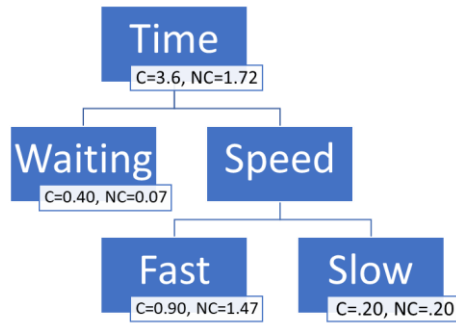 Time
C=3.6, NC=1.72
Waiting
C=0.40, NC=0.07
Speed
Fast
C=0.90, NC=1.47
Slow
C=.20, NC=.20